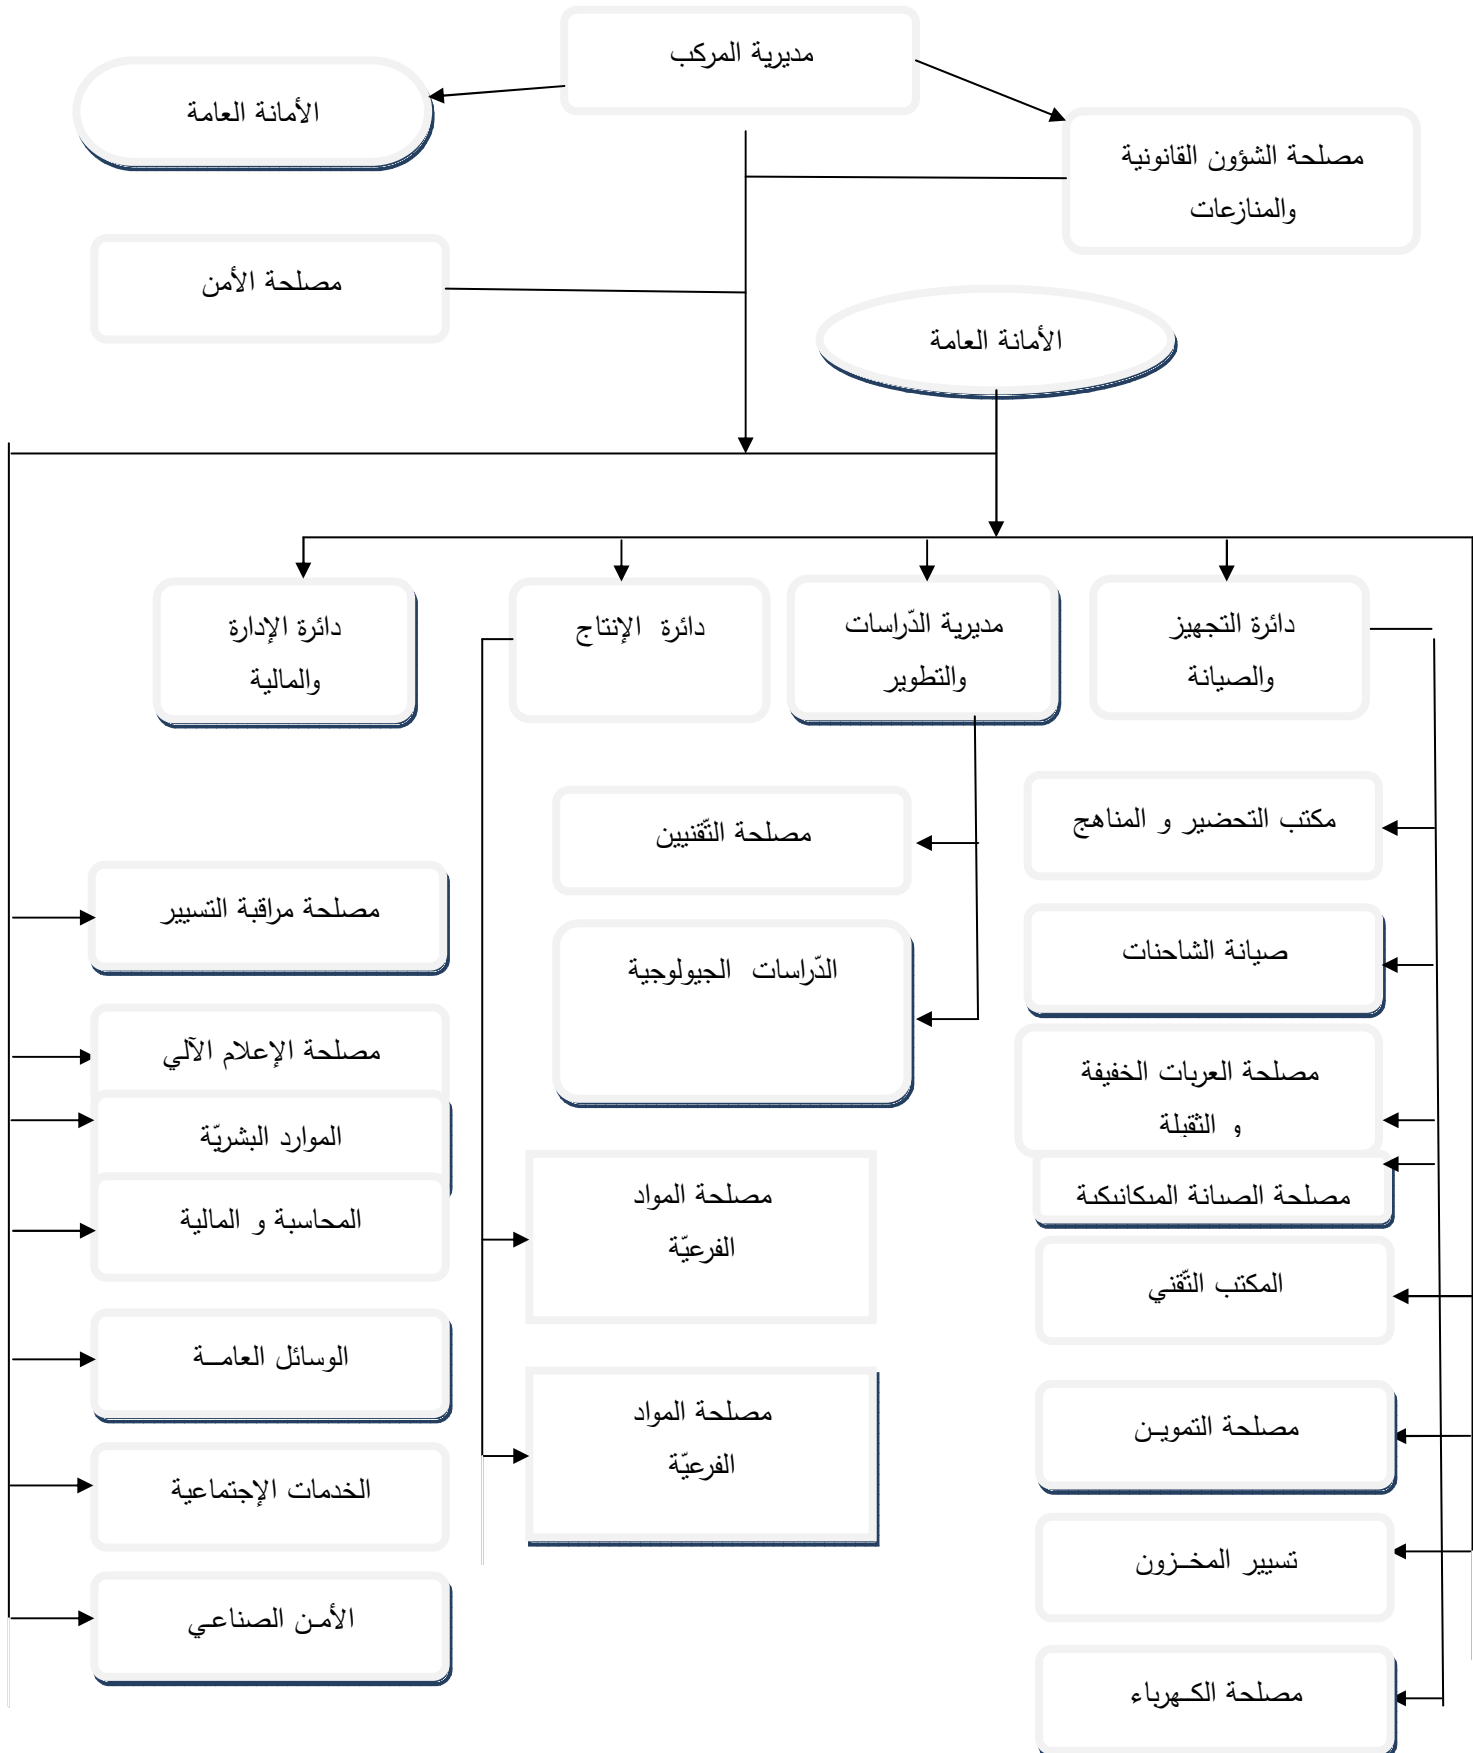 مديرية المركب
الأمانة العامة
مصلحة الشؤون القانونية
والمنازعات
مصلحة الأمن
الأمانة العامة
دائرة التجهيز
والصيانة
مديرية الدّراسات
والتطوير
دائرة الإنتاج
دائرة الإدارة
والمالية
مكتب التحضير و المناهج
صيانة الشاحنات
مصلحة العربات الخفيفة
و الثقيلة
مصلحة الصيانة الميكانيكية
المكتب التّقني
مصلحة التمويـن
تسيير المخـزون
مصلحة الكـهرباء
مصلحة التّقنيين
الدّراسات الجيولوجية
مصلحة المواد
الفرعيّة
مصلحة المواد
الفرعيّة
مصلحة مراقبة التسيير
مصلحة الإعلام الآلي
الموارد البشريّة
المحاسبة و المالية
الوسائل العامــة
الخدمات الإجتماعية
الأمـن الصناعـي